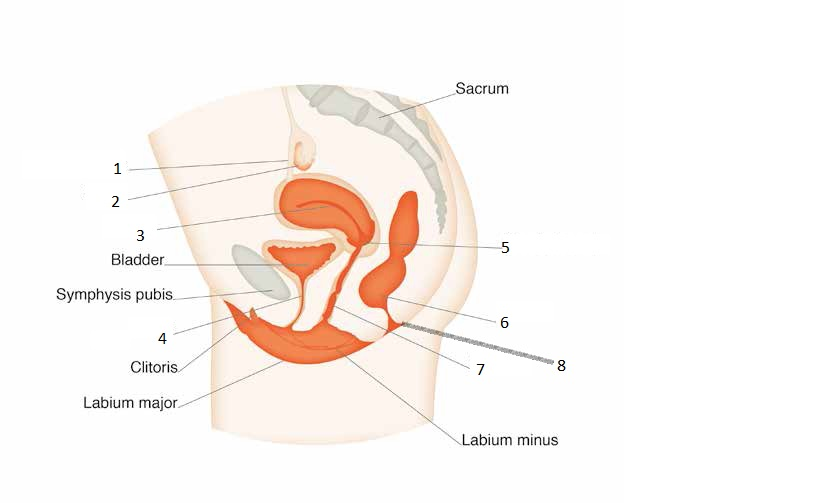 Sacrum
1
2
3
5
Bladder
Symphysis pubis
6
4
Clitoris
7
8
Labium major
Labium minus